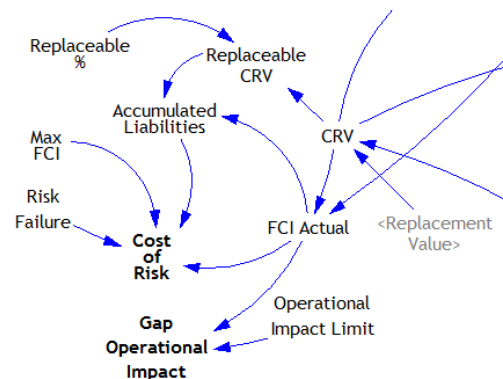 Replaceable
%
Replaceable
CRV
Accumulated
Liabilities
CRV
Max
FCI
Risk
Failure
Cost
of
Risk
FCI Actual
<Replacement
Value>
Operational
Impact Limit
Gap
Operational
Impact